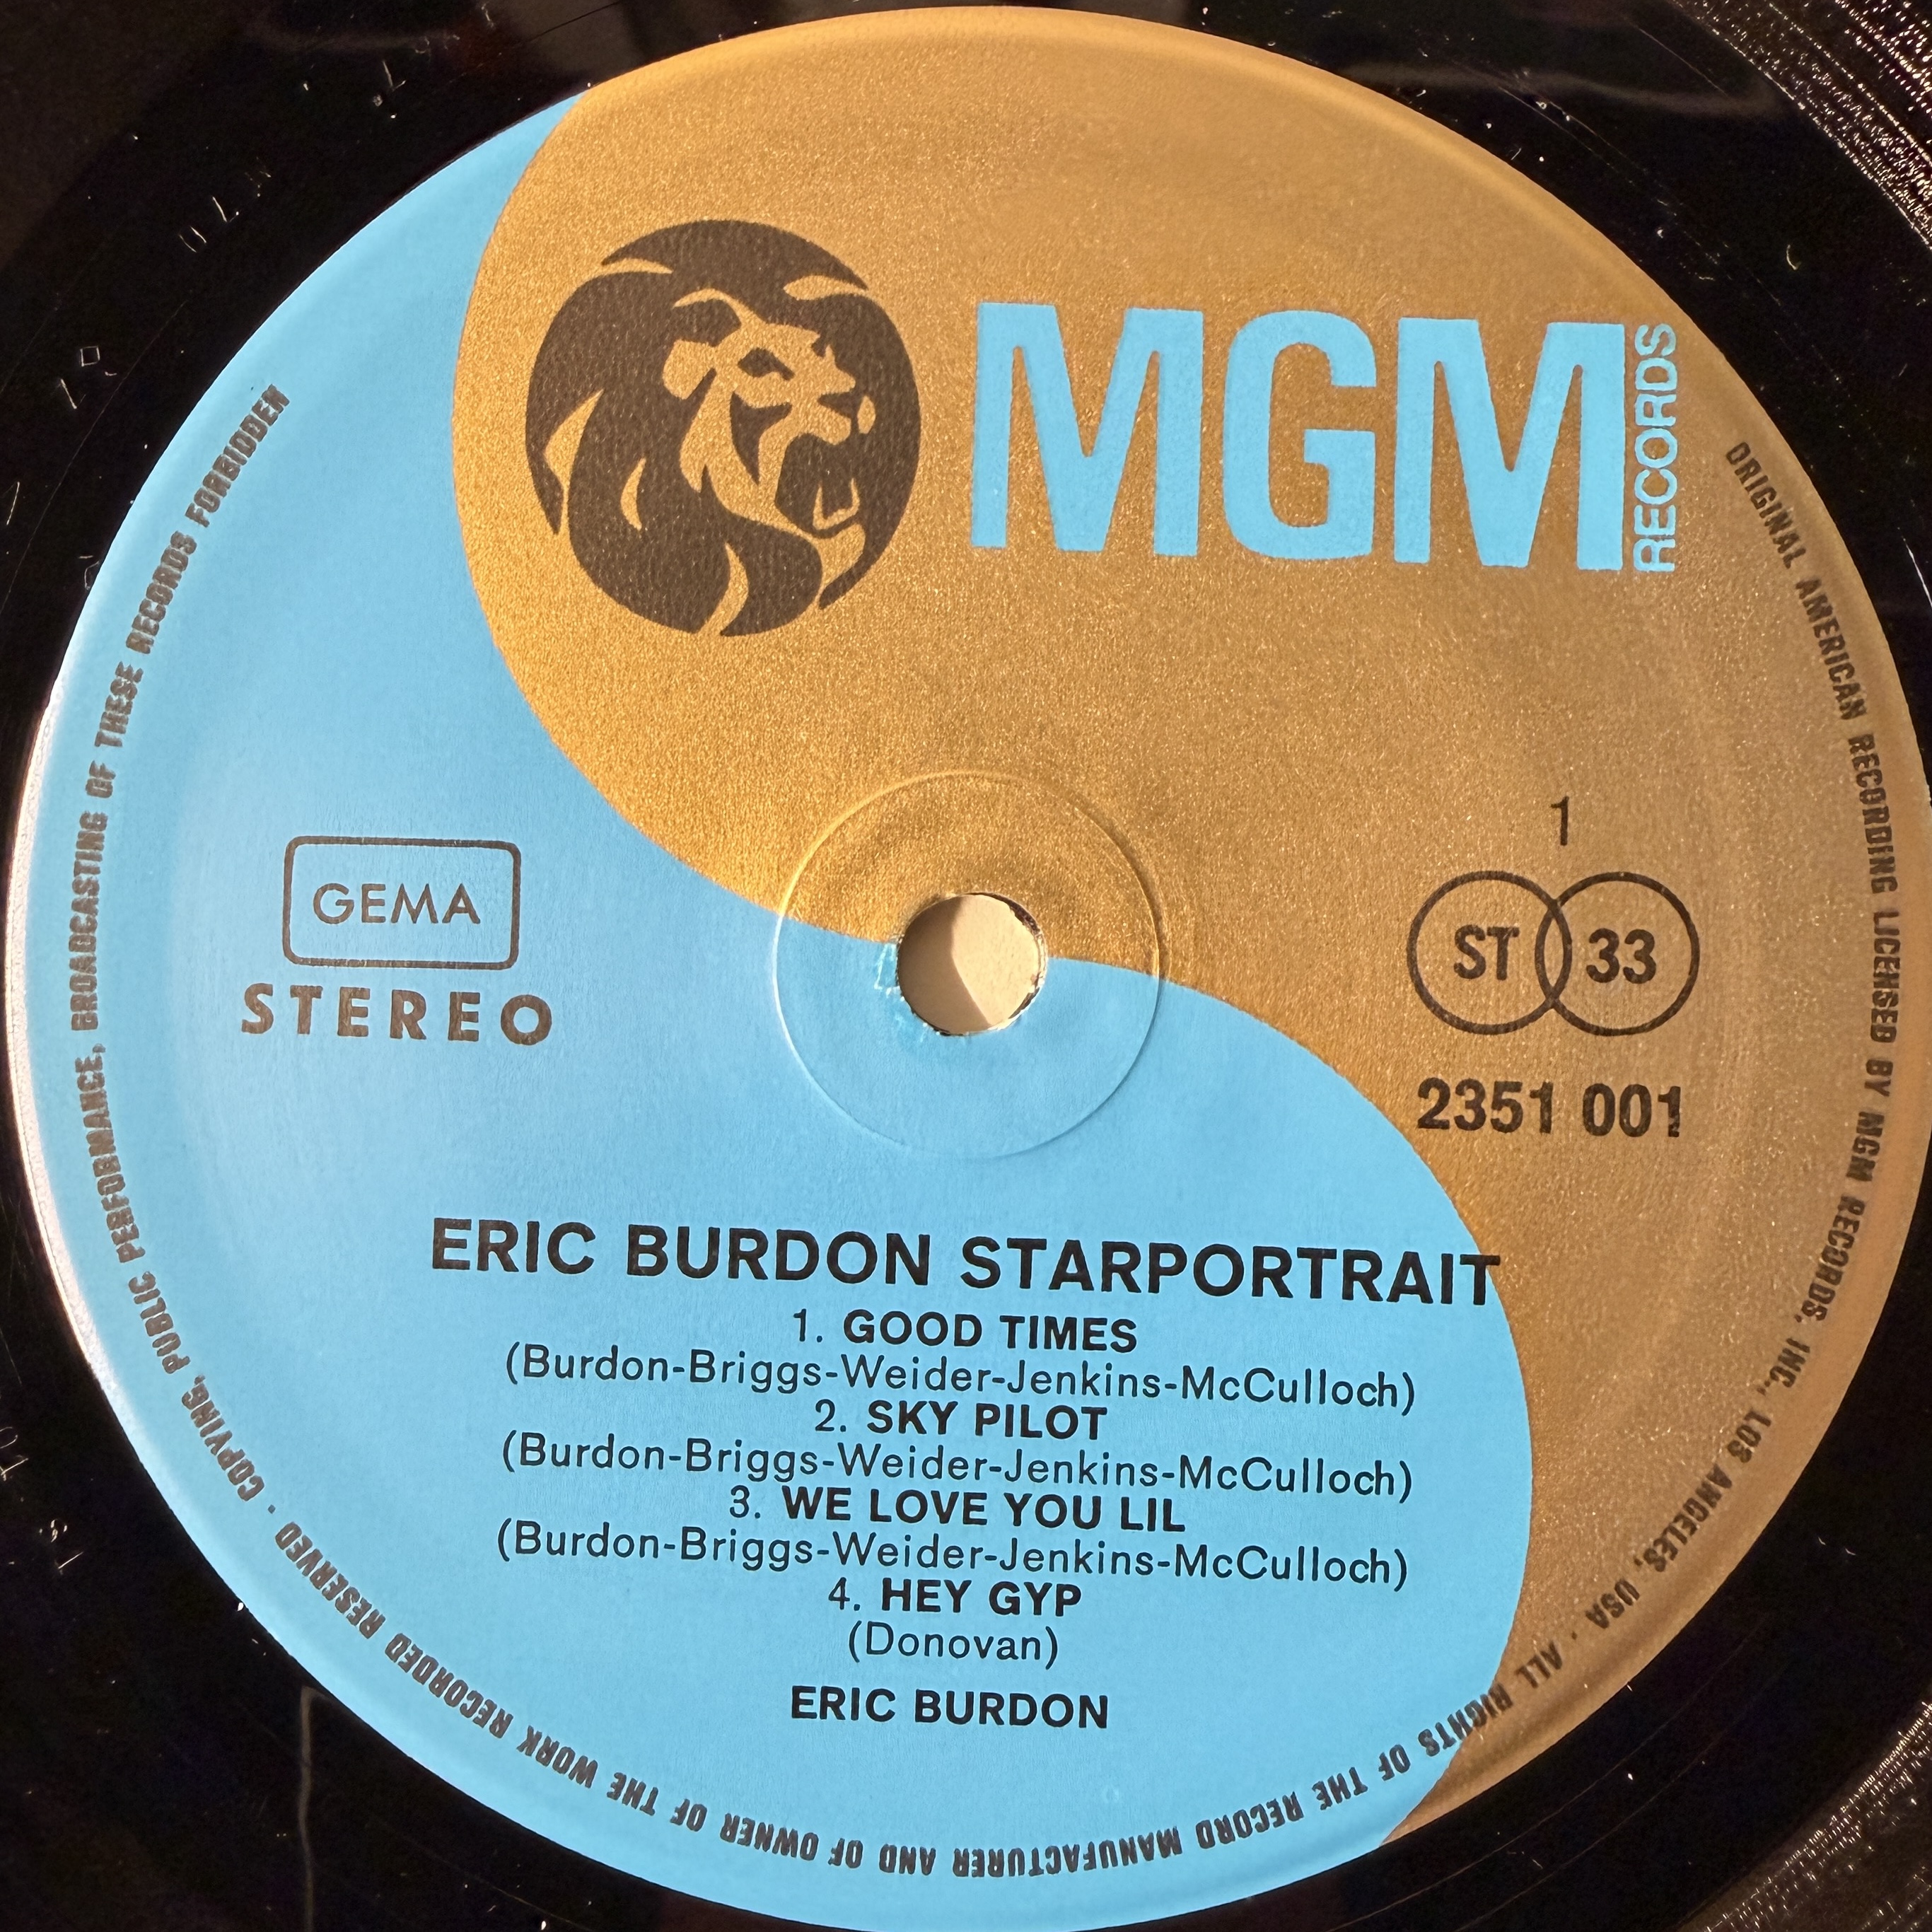 MGM
RECORDS
1
ST 33
2351 001
GEMA
STEREO
ERIC BURDON STARPORTRAIT
1. GOOD TIMES
(Burdon-Briggs-Weider-Jenkins-McCulloch)
2. SKY PILOT
(Burdon-Briggs-Weider-Jenkins-McCulloch)
3. WE LOVE YOU LIL
(Burdon-Briggs-Weider-Jenkins-McCulloch)
4. HEY GYP
(Donovan)
ERIC BURDON
ORIGINAL AMERICAN RECORDING LICENSED BY MGM RECORDS, INC., LOS ANGELES, USA · ALL RIGHTS OF THE RECORD MANUFACTURER AND OF OWNER OF THE WORK RECORDED RESERVED · COPYING, PUBLIC PERFORMANCE, BROADCASTING OF THESE RECORDS FORBIDDEN